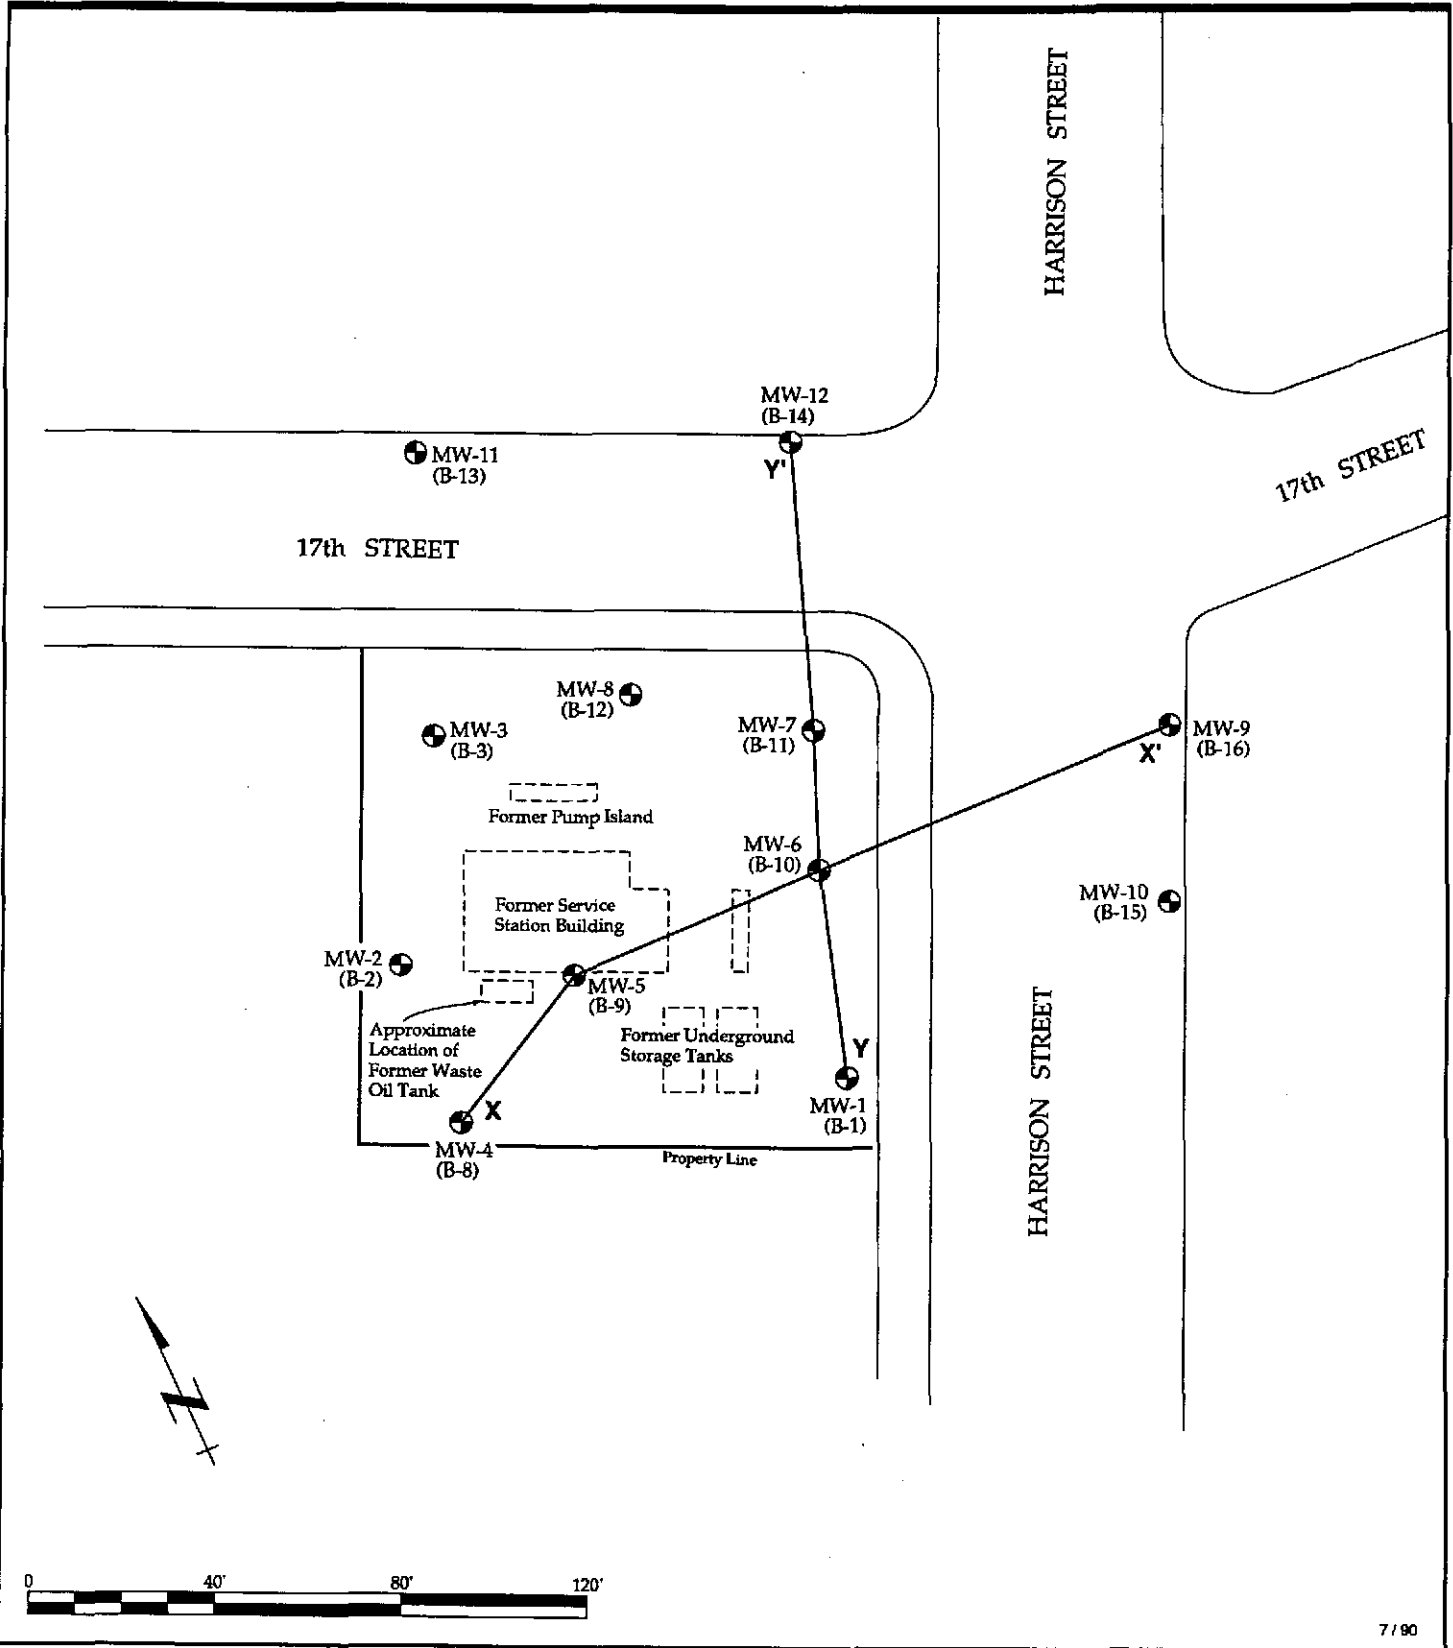 HARRISON STREET
MW-12
(B-14)
Y'
MW-11
(B-13)
17th STREET
17th STREET
MW-8
(B-12)
MW-3
(B-3)
MW-7
(B-11)
MW-9
(B-16)
X'
Former Pump Island
MW-6
(B-10)
MW-10
(B-15)
Former Service
Station Building
MW-2
(B-2)
MW-5
(B-9)
Approximate
Location of
Former Waste
Oil Tank
Former Underground
Storage Tanks
Y
MW-1
(B-1)
X
MW-4
(B-8)
Property Line
HARRISON STREET
N
0 40' 80' 120'
7 / 90